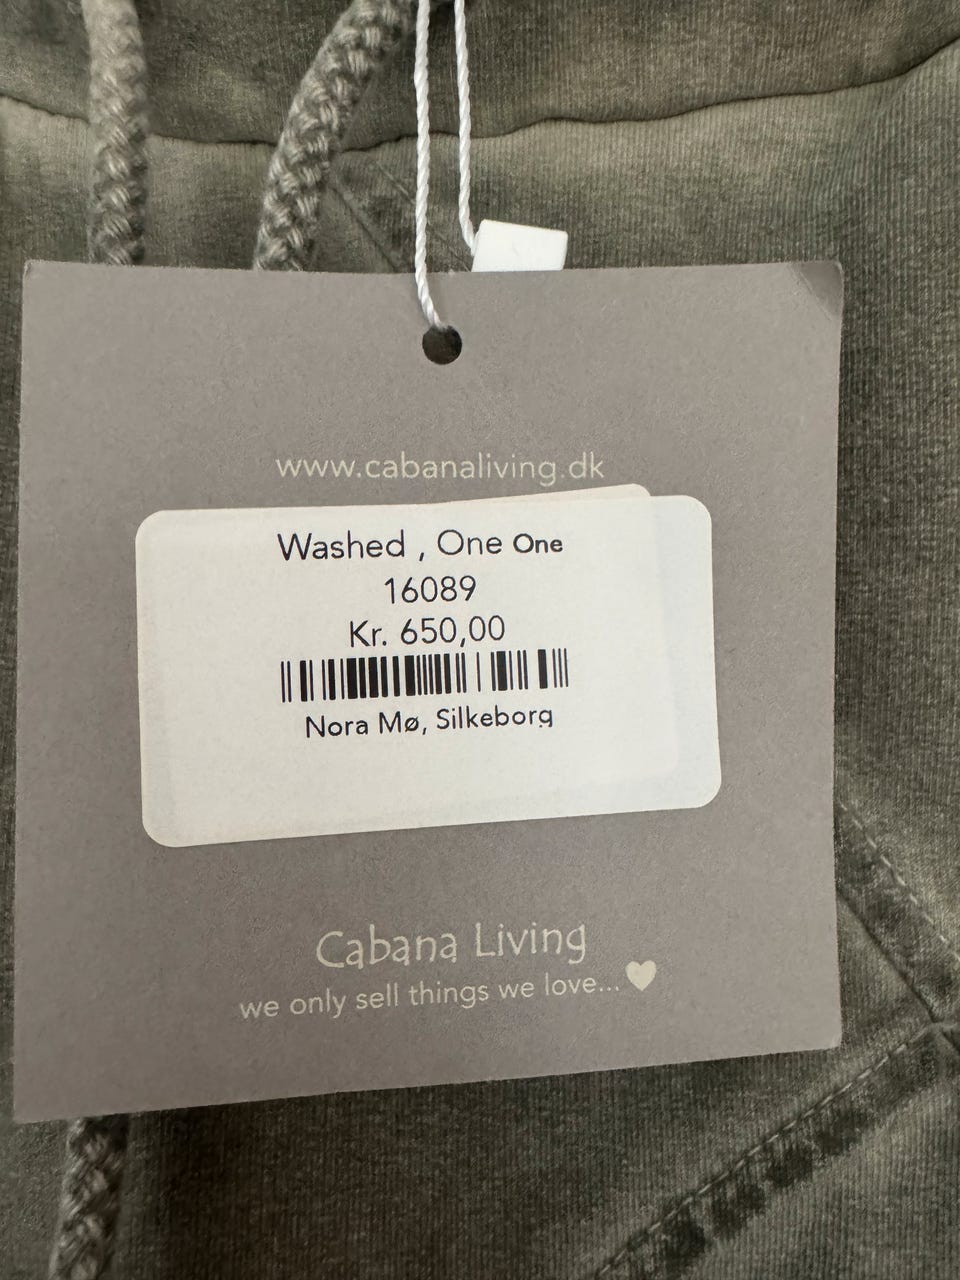 www.cabanaliving.dk
Washed , One One
16089
Kr. 650,00
Nora Mø, Silkeborg
Cabana Living
we only sell things we love...